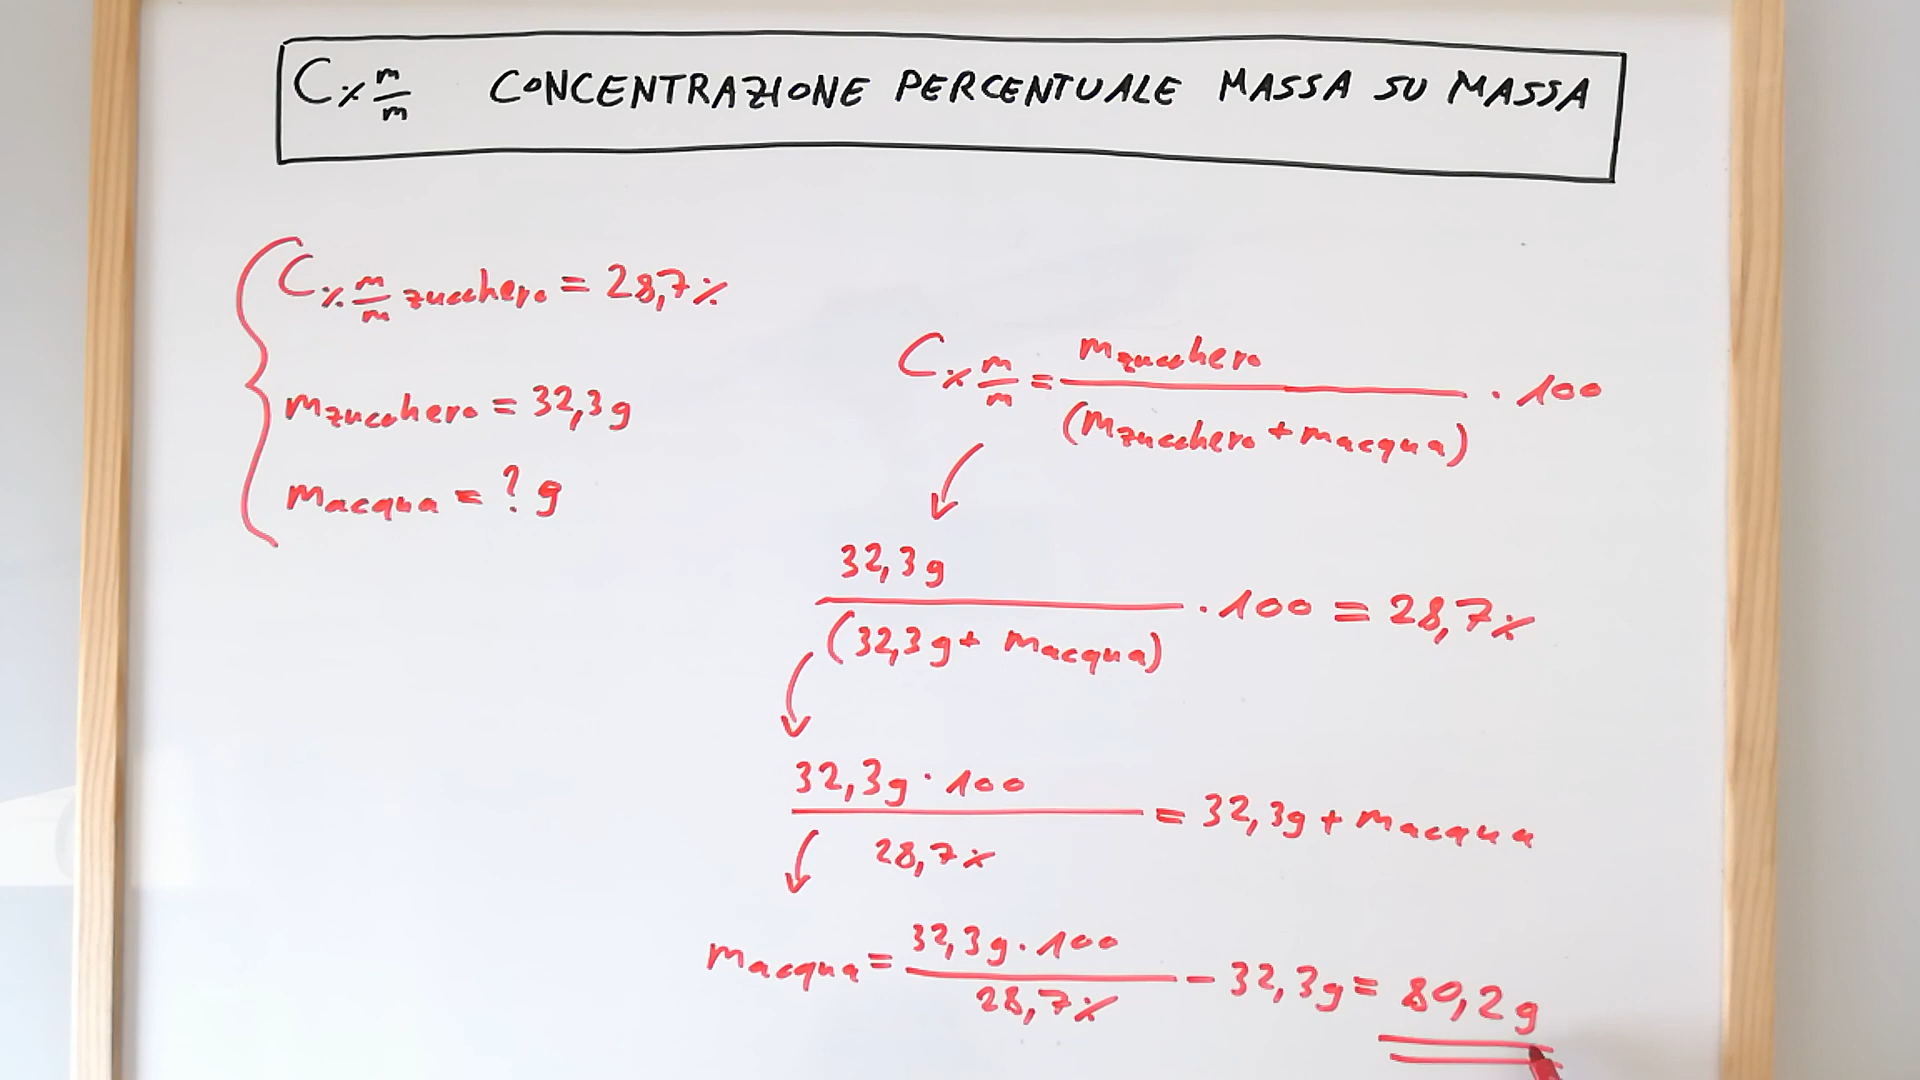 C% m/m CONCENTRAZIONE PERCENTUALE MASSA SU MASSA
C% m/m zucchero = 28,7%
mzucchero = 32,3g
macqua = ? g
C% m/m = mzucchero / (mzucchero + macqua) · 100
32,3g / (32,3g + macqua) · 100 = 28,7%
32,3g · 100 / 28,7% = 32,3g + macqua
macqua = 32,3g · 100 / 28,7% - 32,3g = 80,2g